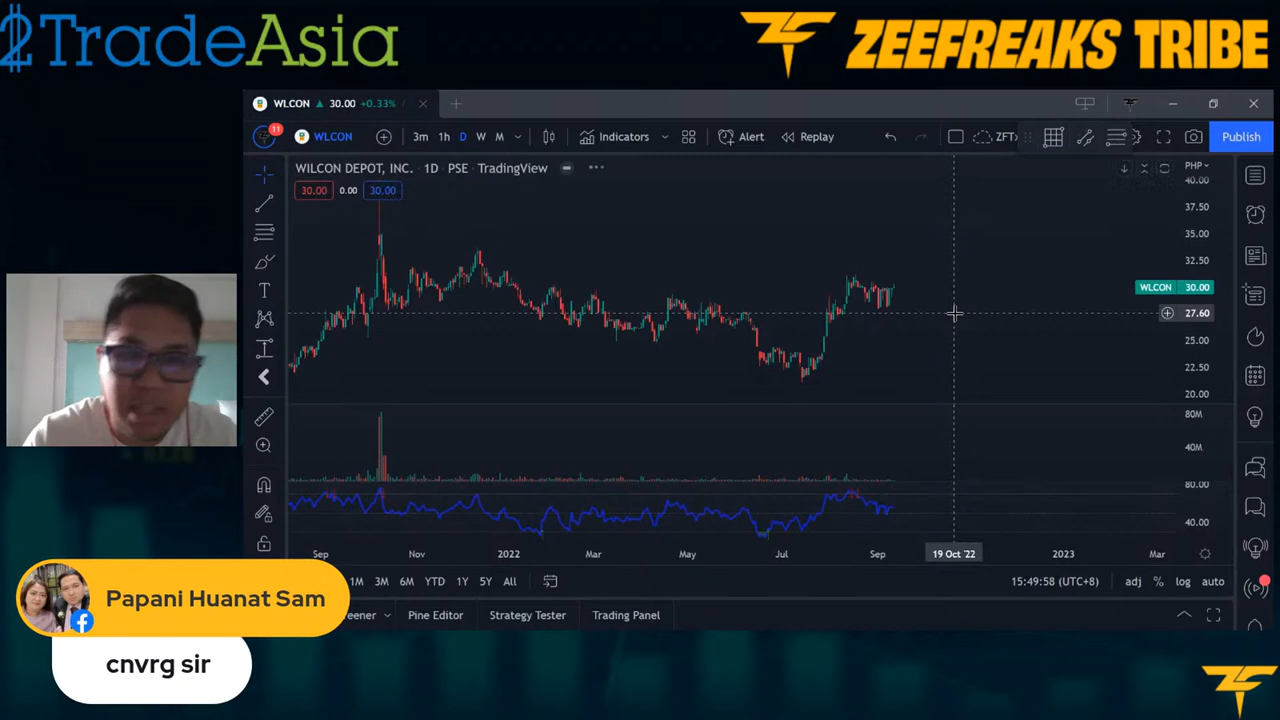 2TradeAsia
ZEEFREAKS TRIBE
WLCON 30.00 +0.33% /
11 WLCON 3m 1h D W M Indicators Alert Replay ZFT Publish
WILCON DEPOT, INC. · 1D · PSE · TradingView
30.00 0.00 30.00
PHP
40.00
37.50
35.00
32.50
WLCON 30.00
27.60
25.00
22.50
20.00
80M
40M
80.00
40.00
Sep Nov 2022 Mar May Jul Sep 19 Oct '22 2023 Mar
1M 3M 6M YTD 1Y 5Y All 15:49:58 (UTC+8) adj % log auto
eener Pine Editor Strategy Tester Trading Panel
Papani Huanat Sam
cnvrg sir